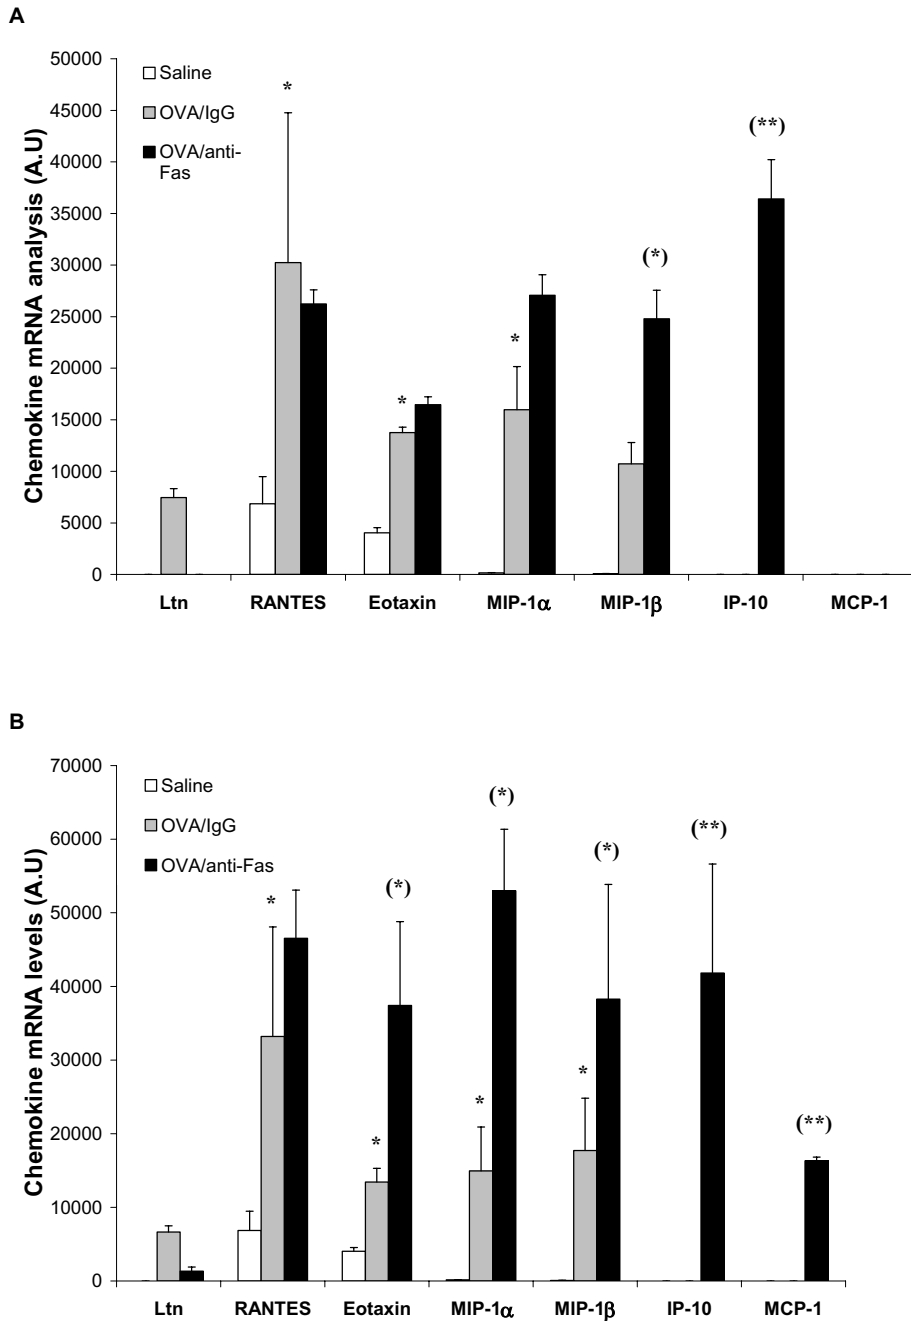 A
Chemokine mRNA analysis (A.U)
50000
45000
40000
35000
30000
25000
20000
15000
10000
5000
0
Saline
OVA/IgG
OVA/anti-
Fas
*
*
*
(*)
(**)
Ltn RANTES Eotaxin MIP-1α MIP-1β IP-10 MCP-1
B
Chemokine mRNA levels (A.U)
70000
60000
50000
40000
30000
20000
10000
0
Saline
OVA/IgG
OVA/anti-Fas
*
*
(*)
*
(*)
*
(*)
(**)
(**)
Ltn RANTES Eotaxin MIP-1α MIP-1β IP-10 MCP-1